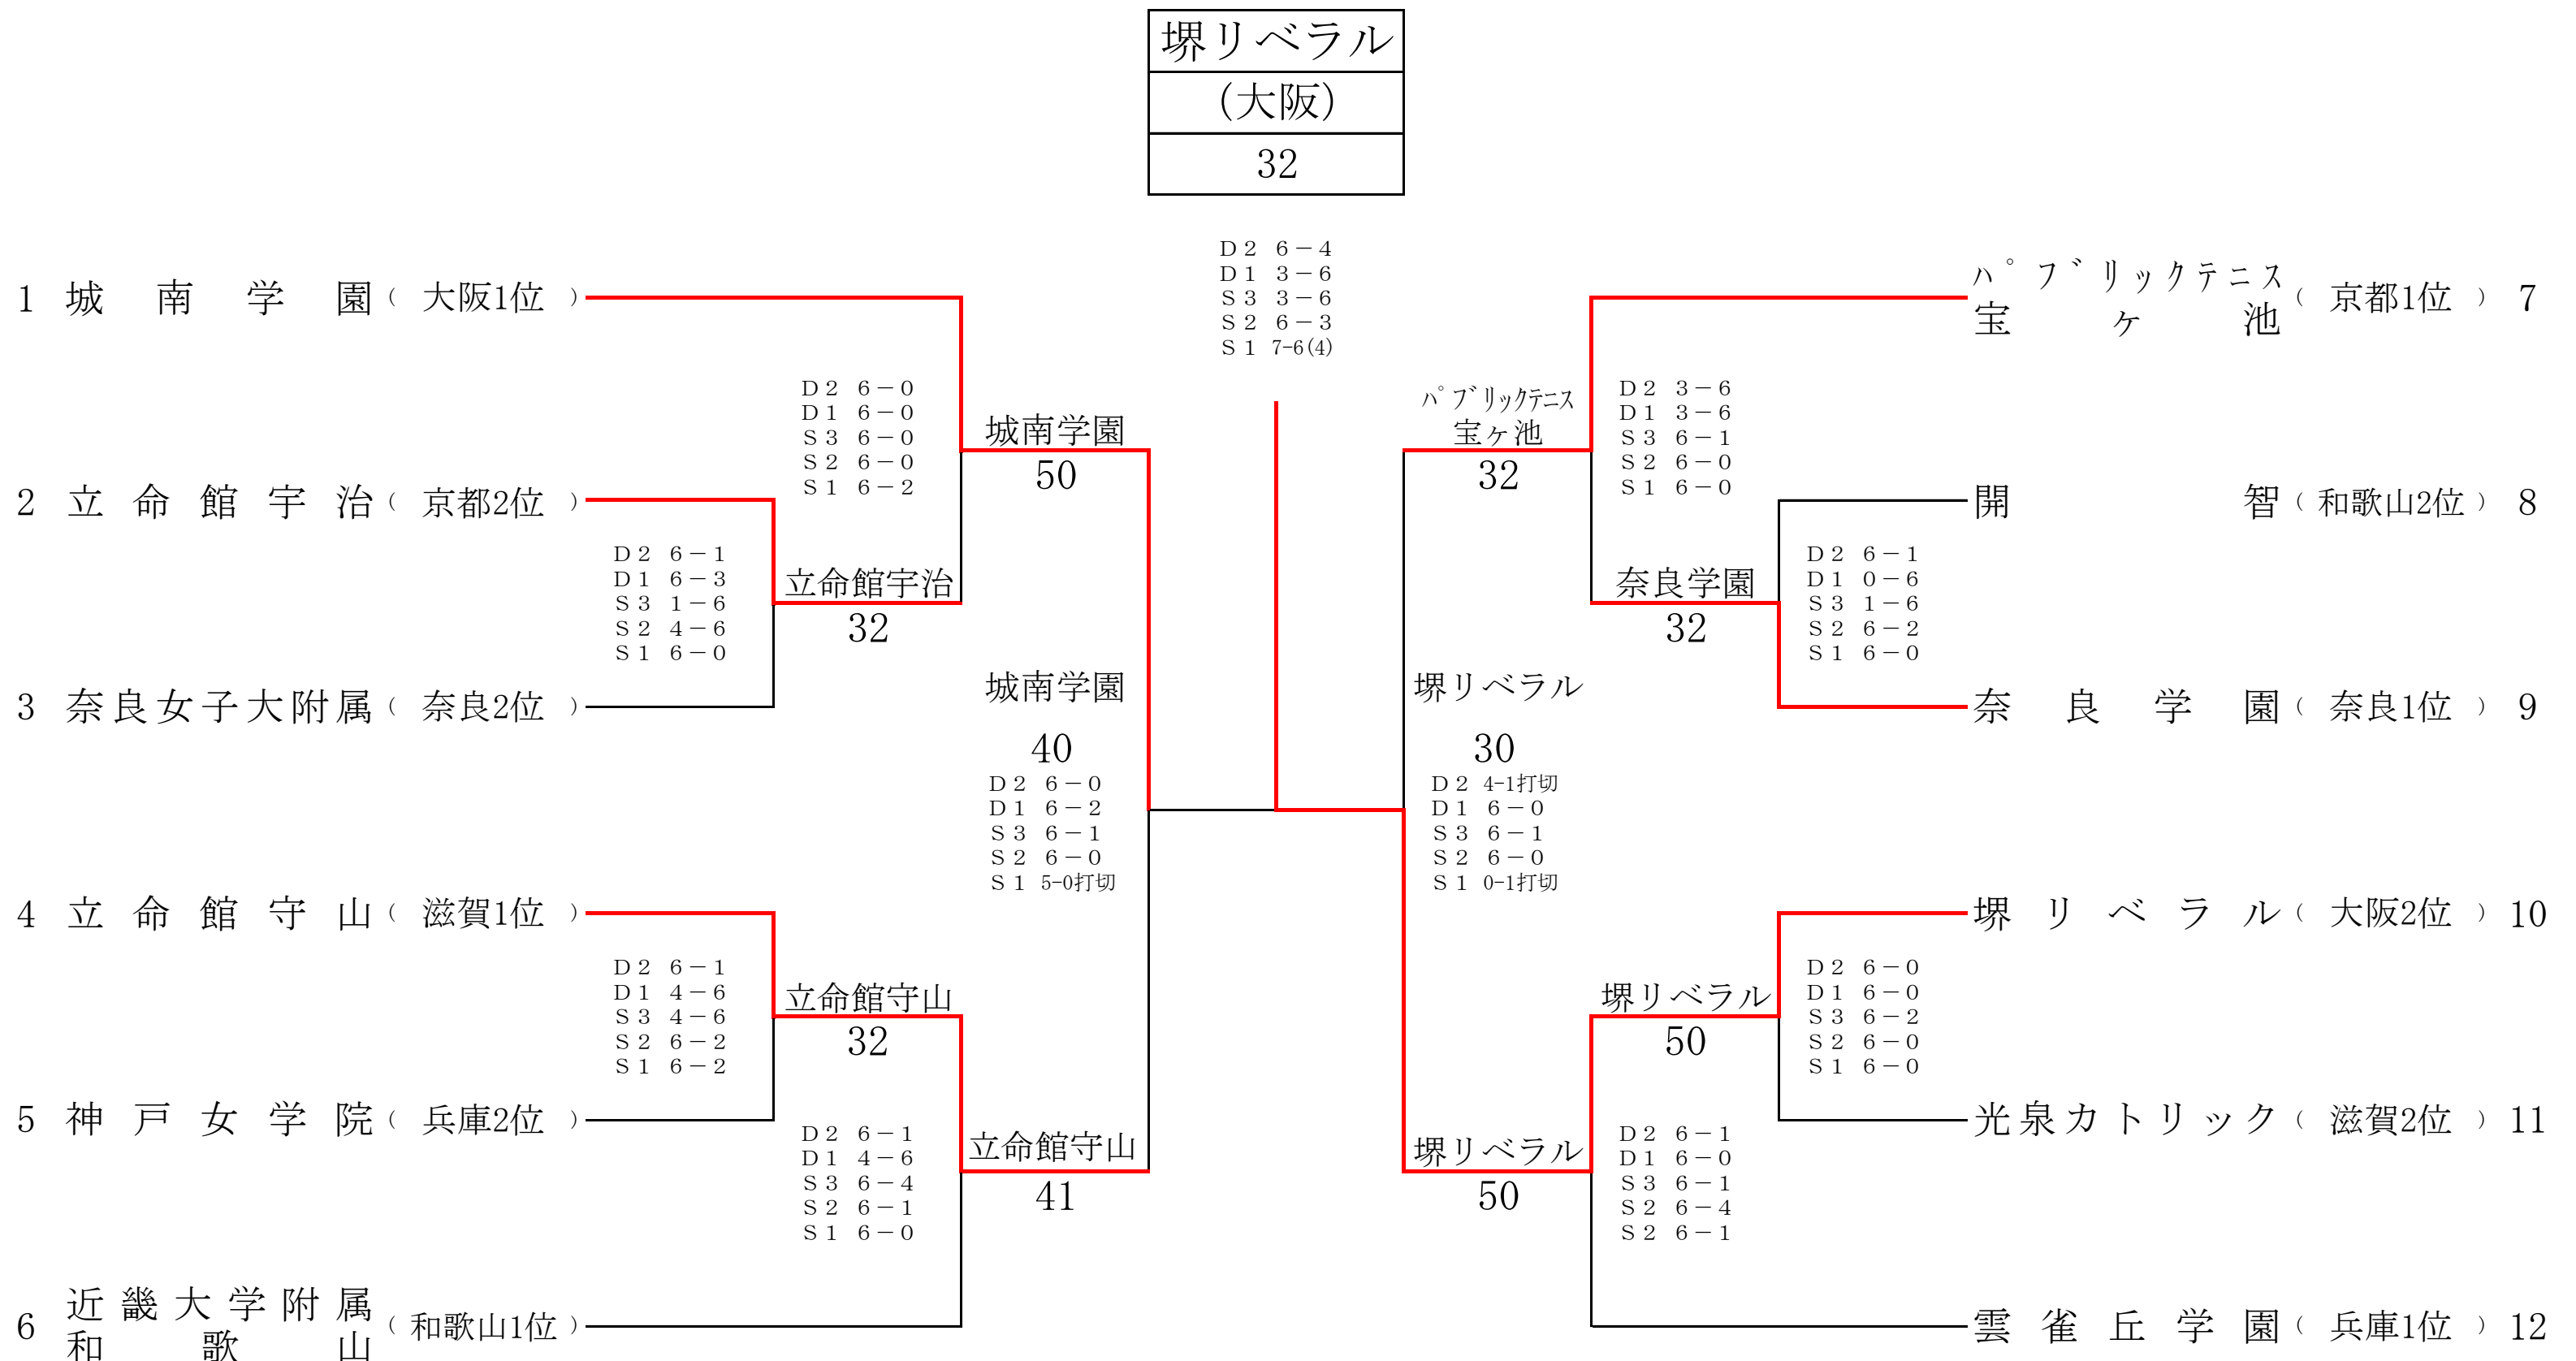 堺リベラル
(大阪)
32
D2 6-4
D1 3-6
S3 3-6
S2 6-3
S1 7-6(4)
1 城南学園 ( 大阪1位 )
2 立命館宇治 ( 京都2位 )
3 奈良女子大附属 ( 奈良2位 )
4 立命館守山 ( 滋賀1位 )
5 神戸女学院 ( 兵庫2位 )
6 近畿大学附属
和歌山 ( 和歌山1位 )
D2 6-1
D1 6-3
S3 1-6
S2 4-6
S1 6-0
立命館宇治
32
D2 6-0
D1 6-0
S3 6-0
S2 6-0
S1 6-2
城南学園
50
D2 6-1
D1 4-6
S3 4-6
S2 6-2
S1 6-2
立命館守山
32
D2 6-1
D1 4-6
S3 6-4
S2 6-1
S1 6-0
立命館守山
41
城南学園
40
D2 6-0
D1 6-2
S3 6-1
S2 6-0
S1 5-0打切
堺リベラル
30
D2 4-1打切
D1 6-0
S3 6-1
S2 6-0
S1 0-1打切
パブリックテニス
宝ヶ池
32
D2 3-6
D1 3-6
S3 6-1
S2 6-0
S1 6-0
奈良学園
32
D2 6-1
D1 0-6
S3 1-6
S2 6-2
S1 6-0
堺リベラル
50
D2 6-0
D1 6-0
S3 6-2
S2 6-0
S1 6-0
堺リベラル
50
D2 6-1
D1 6-0
S3 6-1
S2 6-4
S2 6-1
パブリックテニス
宝ヶ池 ( 京都1位 ) 7
開智 ( 和歌山2位 ) 8
奈良学園 ( 奈良1位 ) 9
堺リベラル ( 大阪2位 ) 10
光泉カトリック ( 滋賀2位 ) 11
雲雀丘学園 ( 兵庫1位 ) 12